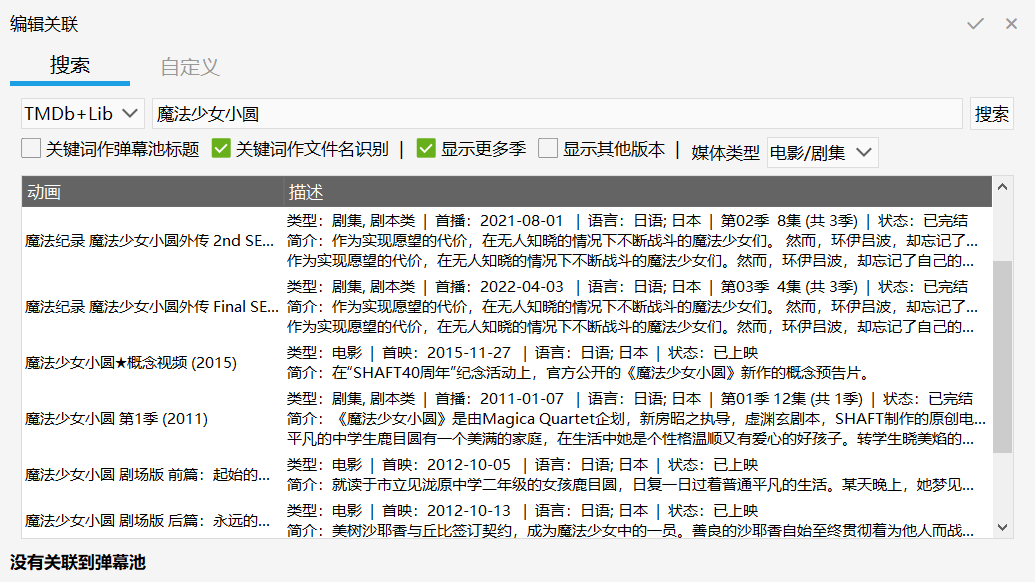 编辑关联
搜索 自定义
TMDb+Lib 魔法少女小圆 搜索
关键词作弹幕池标题 关键词作文件名识别 | 显示更多季 显示其他版本 | 媒体类型 电影/剧集
动画 描述
魔法纪录 魔法少女小圆外传 2nd SE...
类型：剧集, 剧本类 | 首播：2021-08-01 | 语言：日语; 日本 | 第02季 8集 (共 3季) | 状态：已完结
简介：作为实现愿望的代价，在无人知晓的情况下不断战斗的魔法少女们。 然而，环伊吕波，却忘记了...
作为实现愿望的代价，在无人知晓的情况下不断战斗的魔法少女们。然而，环伊吕波，却忘记了自己的...
魔法纪录 魔法少女小圆外传 Final SE...
类型：剧集, 剧本类 | 首播：2022-04-03 | 语言：日语; 日本 | 第03季 4集 (共 3季) | 状态：已完结
简介：作为实现愿望的代价，在无人知晓的情况下不断战斗的魔法少女们。 然而，环伊吕波，却忘记了...
作为实现愿望的代价，在无人知晓的情况下不断战斗的魔法少女们。然而，环伊吕波，却忘记了自己的...
魔法少女小圆★概念视频 (2015)
类型：电影 | 首映：2015-11-27 | 语言：日语; 日本 | 状态：已上映
简介：在“SHAFT40周年”纪念活动上，官方公开的《魔法少女小圆》新作的概念预告片。
魔法少女小圆 第1季 (2011)
类型：剧集, 剧本类 | 首播：2011-01-07 | 语言：日语; 日本 | 第01季 12集 (共 1季) | 状态：已完结
简介：《魔法少女小圆》是由Magica Quartet企划，新房昭之执导，虚渊玄剧本，SHAFT制作的原创电...
平凡的中学生鹿目圆有一个美满的家庭，在生活中她是个性格温顺又有爱心的好孩子。转学生晓美焰的...
魔法少女小圆 剧场版 前篇：起始的...
类型：电影 | 首映：2012-10-05 | 语言：日语; 日本 | 状态：已上映
简介：就读于市立见泷原中学二年级的女孩鹿目圆，日复一日过着普通平凡的生活。某天晚上，她梦见...
魔法少女小圆 剧场版 后篇：永远的...
类型：电影 | 首映：2012-10-13 | 语言：日语; 日本 | 状态：已上映
简介：美树沙耶香与丘比签订契约，成为魔法少女中的一员。善良的沙耶香自始至终贯彻着为他人而战...
没有关联到弹幕池